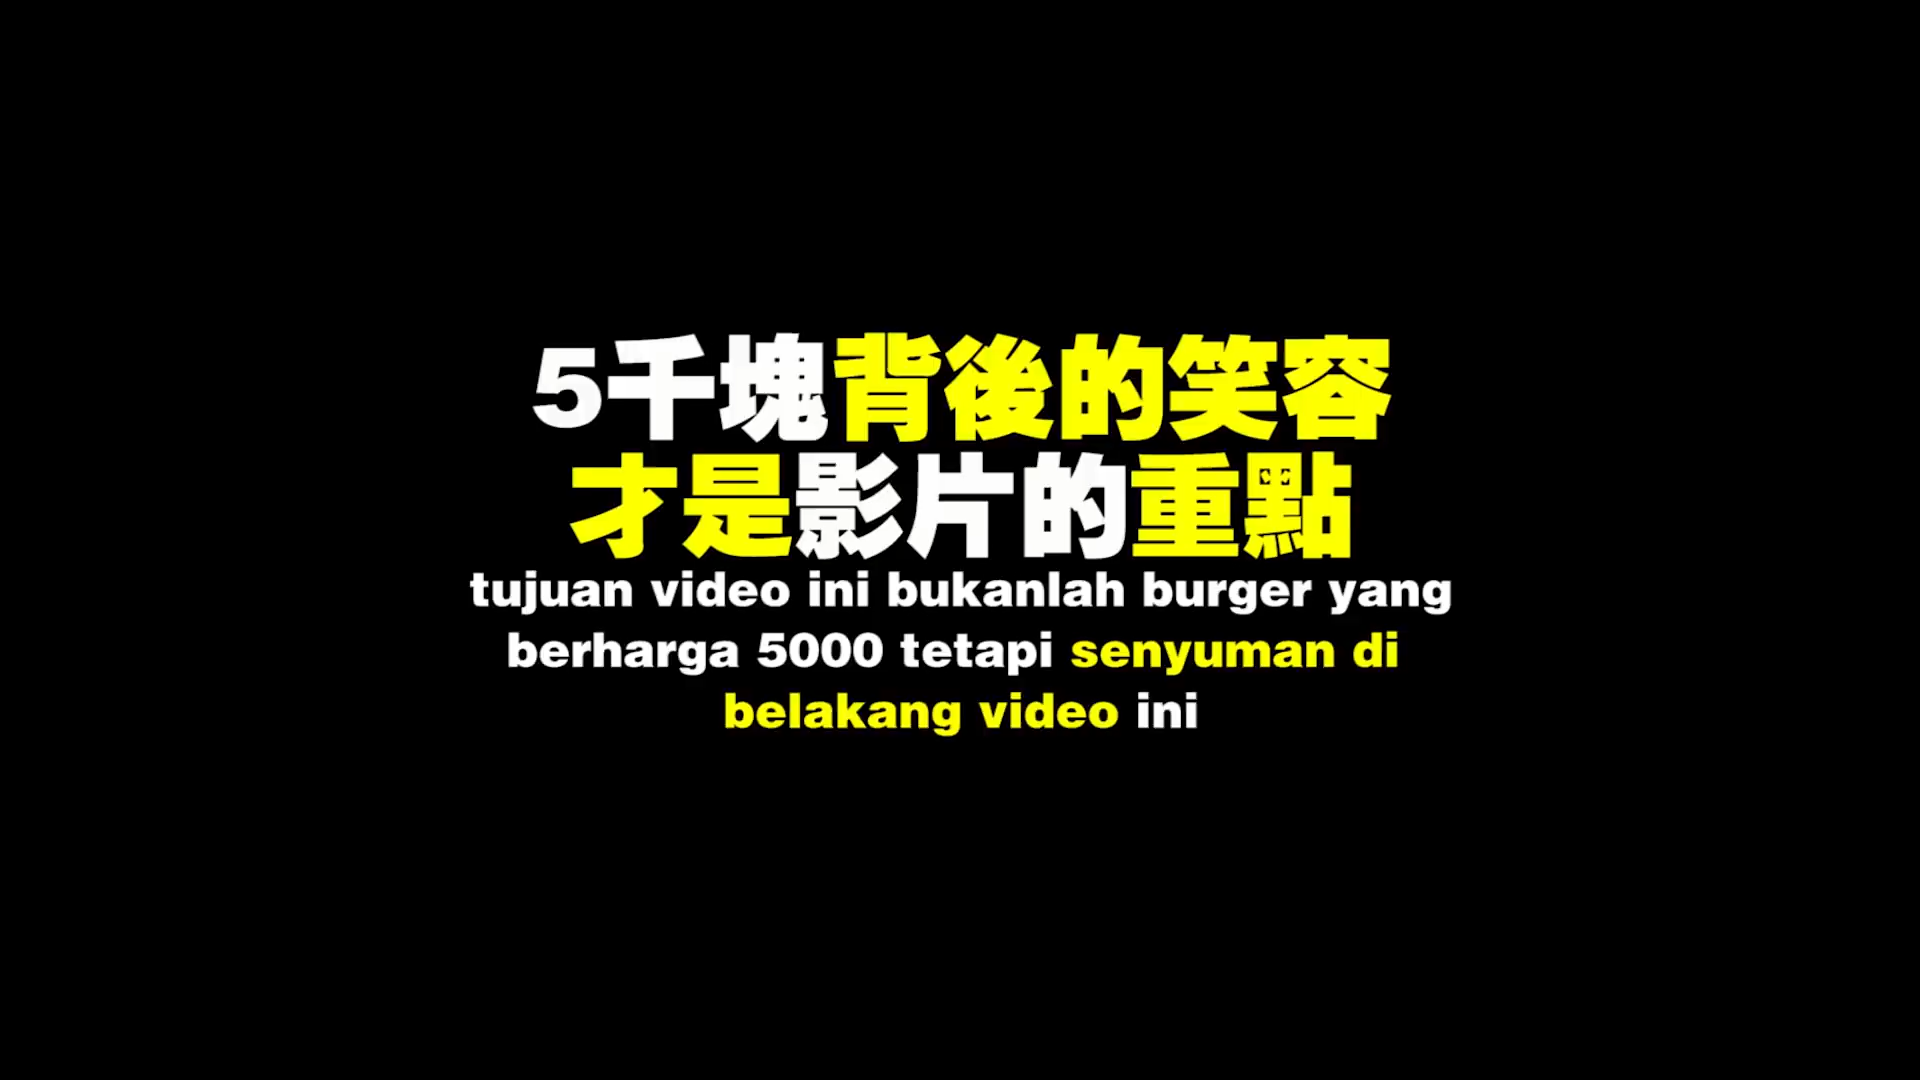 5千塊背後的笑容
才是影片的重點
tujuan video ini bukanlah burger yang
berharga 5000 tetapi senyuman di
belakang video ini